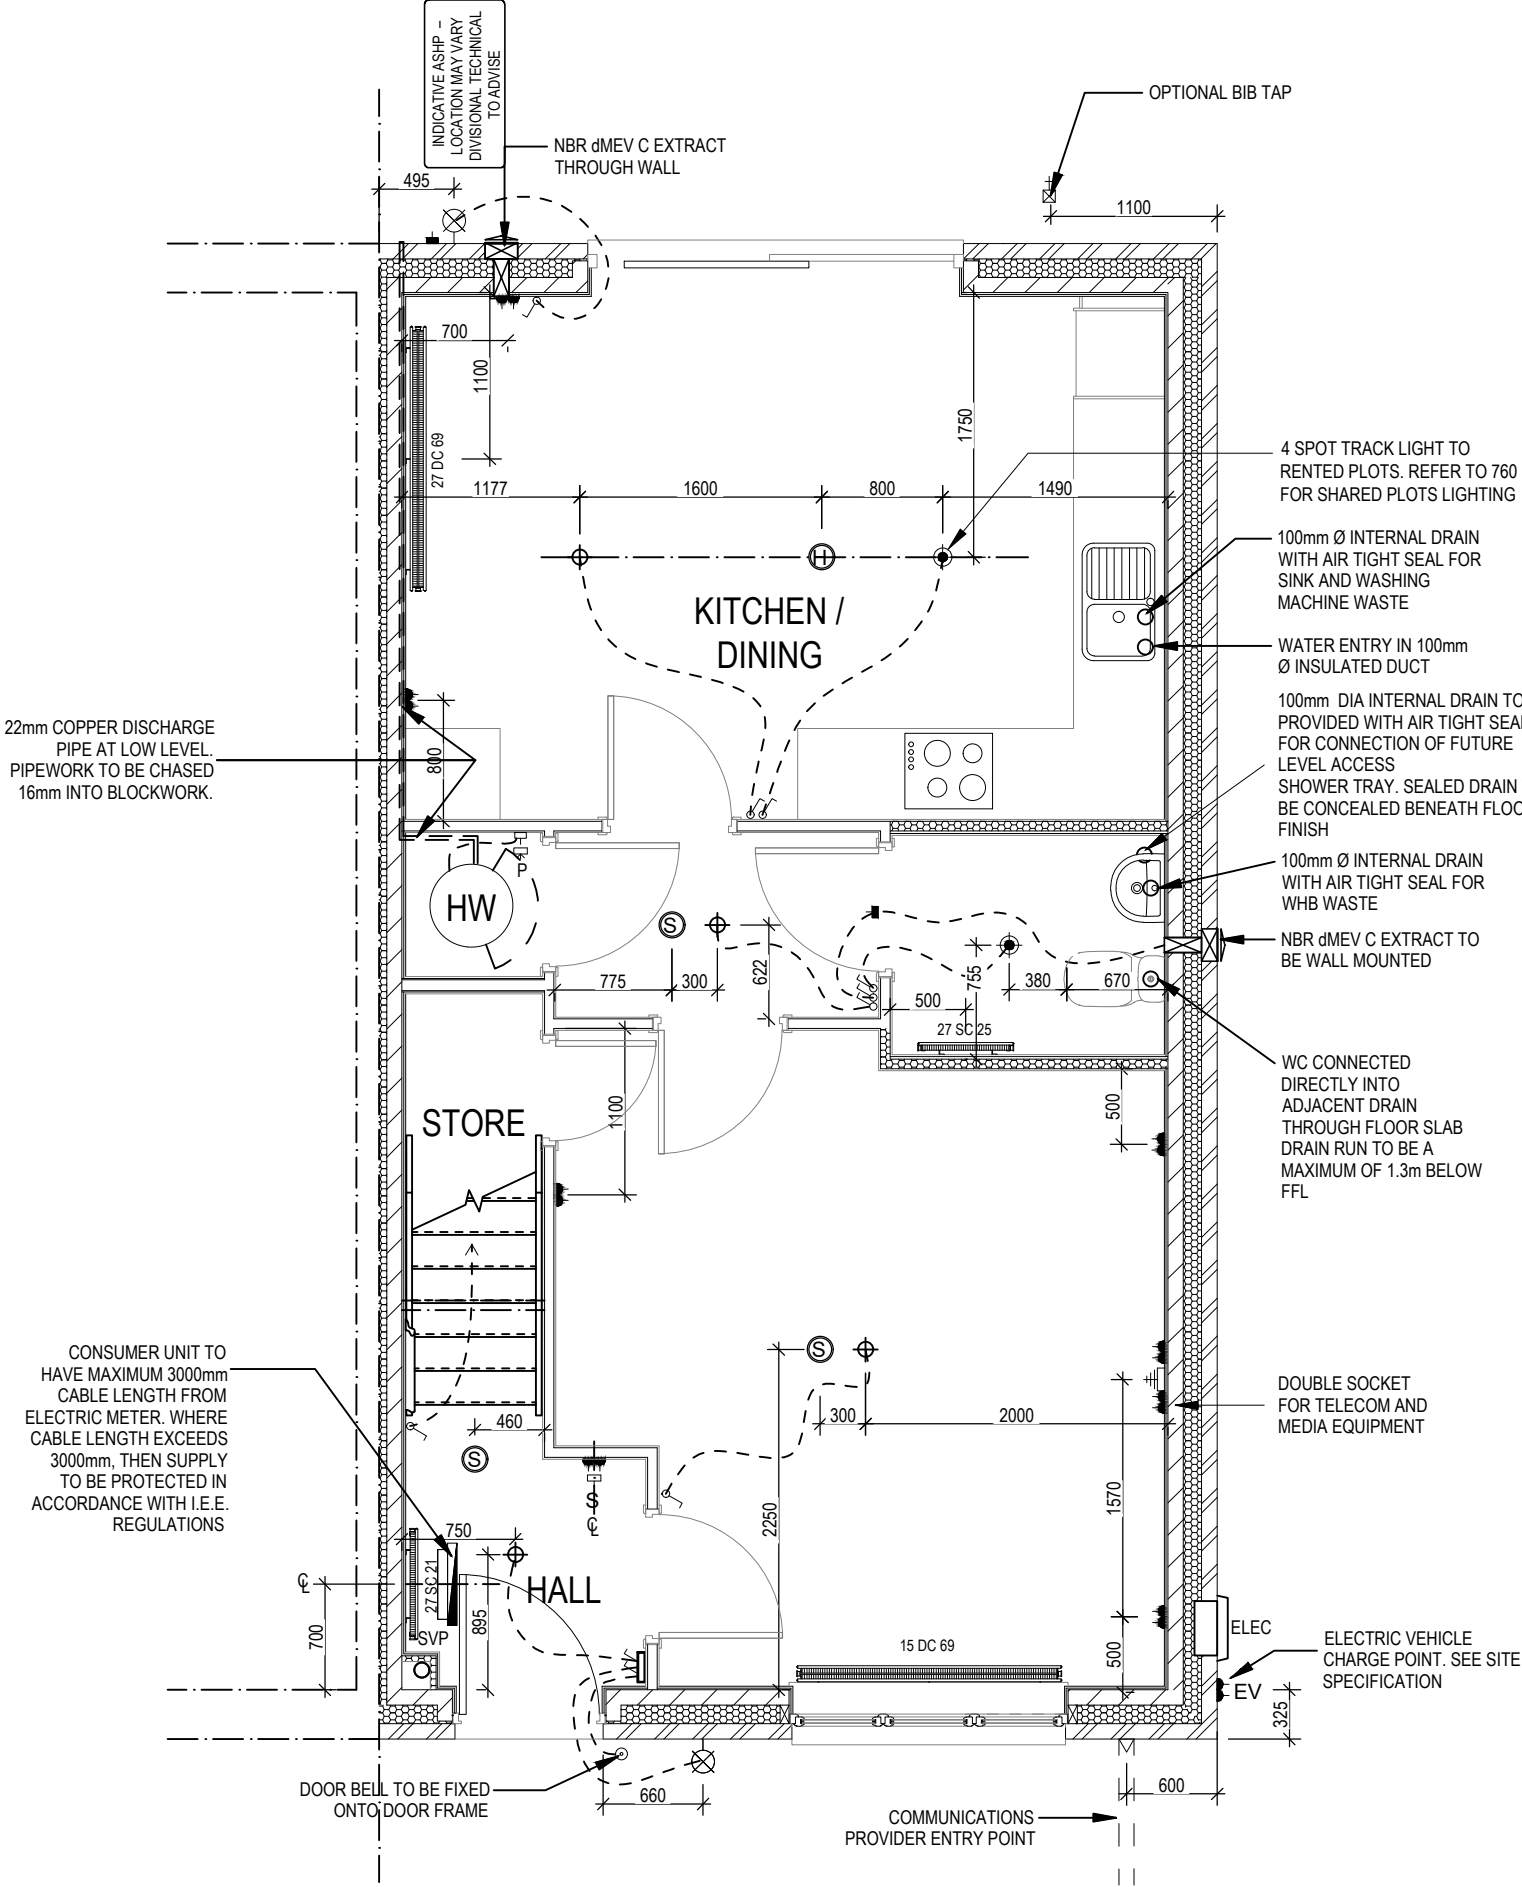 INDICATIVE ASHP -
LOCATION MAY VARY
DIVISIONAL TECHNICAL
TO ADVISE
OPTIONAL BIB TAP
NBR dMEV C EXTRACT
THROUGH WALL
495
1100
700
1100
27 DC 69
1750
4 SPOT TRACK LIGHT TO
RENTED PLOTS. REFER TO 760
FOR SHARED PLOTS LIGHTING
1177
1600
800
1490
H
100mm Ø INTERNAL DRAIN
WITH AIR TIGHT SEAL FOR
SINK AND WASHING
MACHINE WASTE
KITCHEN /
DINING
WATER ENTRY IN 100mm
Ø INSULATED DUCT
100mm DIA INTERNAL DRAIN TO
PROVIDED WITH AIR TIGHT SEAL
FOR CONNECTION OF FUTURE
LEVEL ACCESS
SHOWER TRAY. SEALED DRAIN
BE CONCEALED BENEATH FLOO
FINISH
22mm COPPER DISCHARGE
PIPE AT LOW LEVEL.
PIPEWORK TO BE CHASED
16mm INTO BLOCKWORK.
800
P
HW
100mm Ø INTERNAL DRAIN
WITH AIR TIGHT SEAL FOR
WHB WASTE
S
NBR dMEV C EXTRACT TO
BE WALL MOUNTED
775
300
622
755
380
670
500
27 SC 25
WC CONNECTED
DIRECTLY INTO
ADJACENT DRAIN
THROUGH FLOOR SLAB
DRAIN RUN TO BE A
MAXIMUM OF 1.3m BELOW
FFL
STORE
1100
500
CONSUMER UNIT TO
HAVE MAXIMUM 3000mm
CABLE LENGTH FROM
ELECTRIC METER. WHERE
CABLE LENGTH EXCEEDS
3000mm, THEN SUPPLY
TO BE PROTECTED IN
ACCORDANCE WITH I.E.E.
REGULATIONS
S
DOUBLE SOCKET
FOR TELECOM AND
MEDIA EQUIPMENT
460
300
2000
S
S
℄
2250
1570
750
27 SC 21
℄
HALL
895
700
SVP
15 DC 69
500
ELEC
ELECTRIC VEHICLE
CHARGE POINT. SEE SITE
SPECIFICATION
EV
325
DOOR BELL TO BE FIXED
ONTO DOOR FRAME
660
600
COMMUNICATIONS
PROVIDER ENTRY POINT